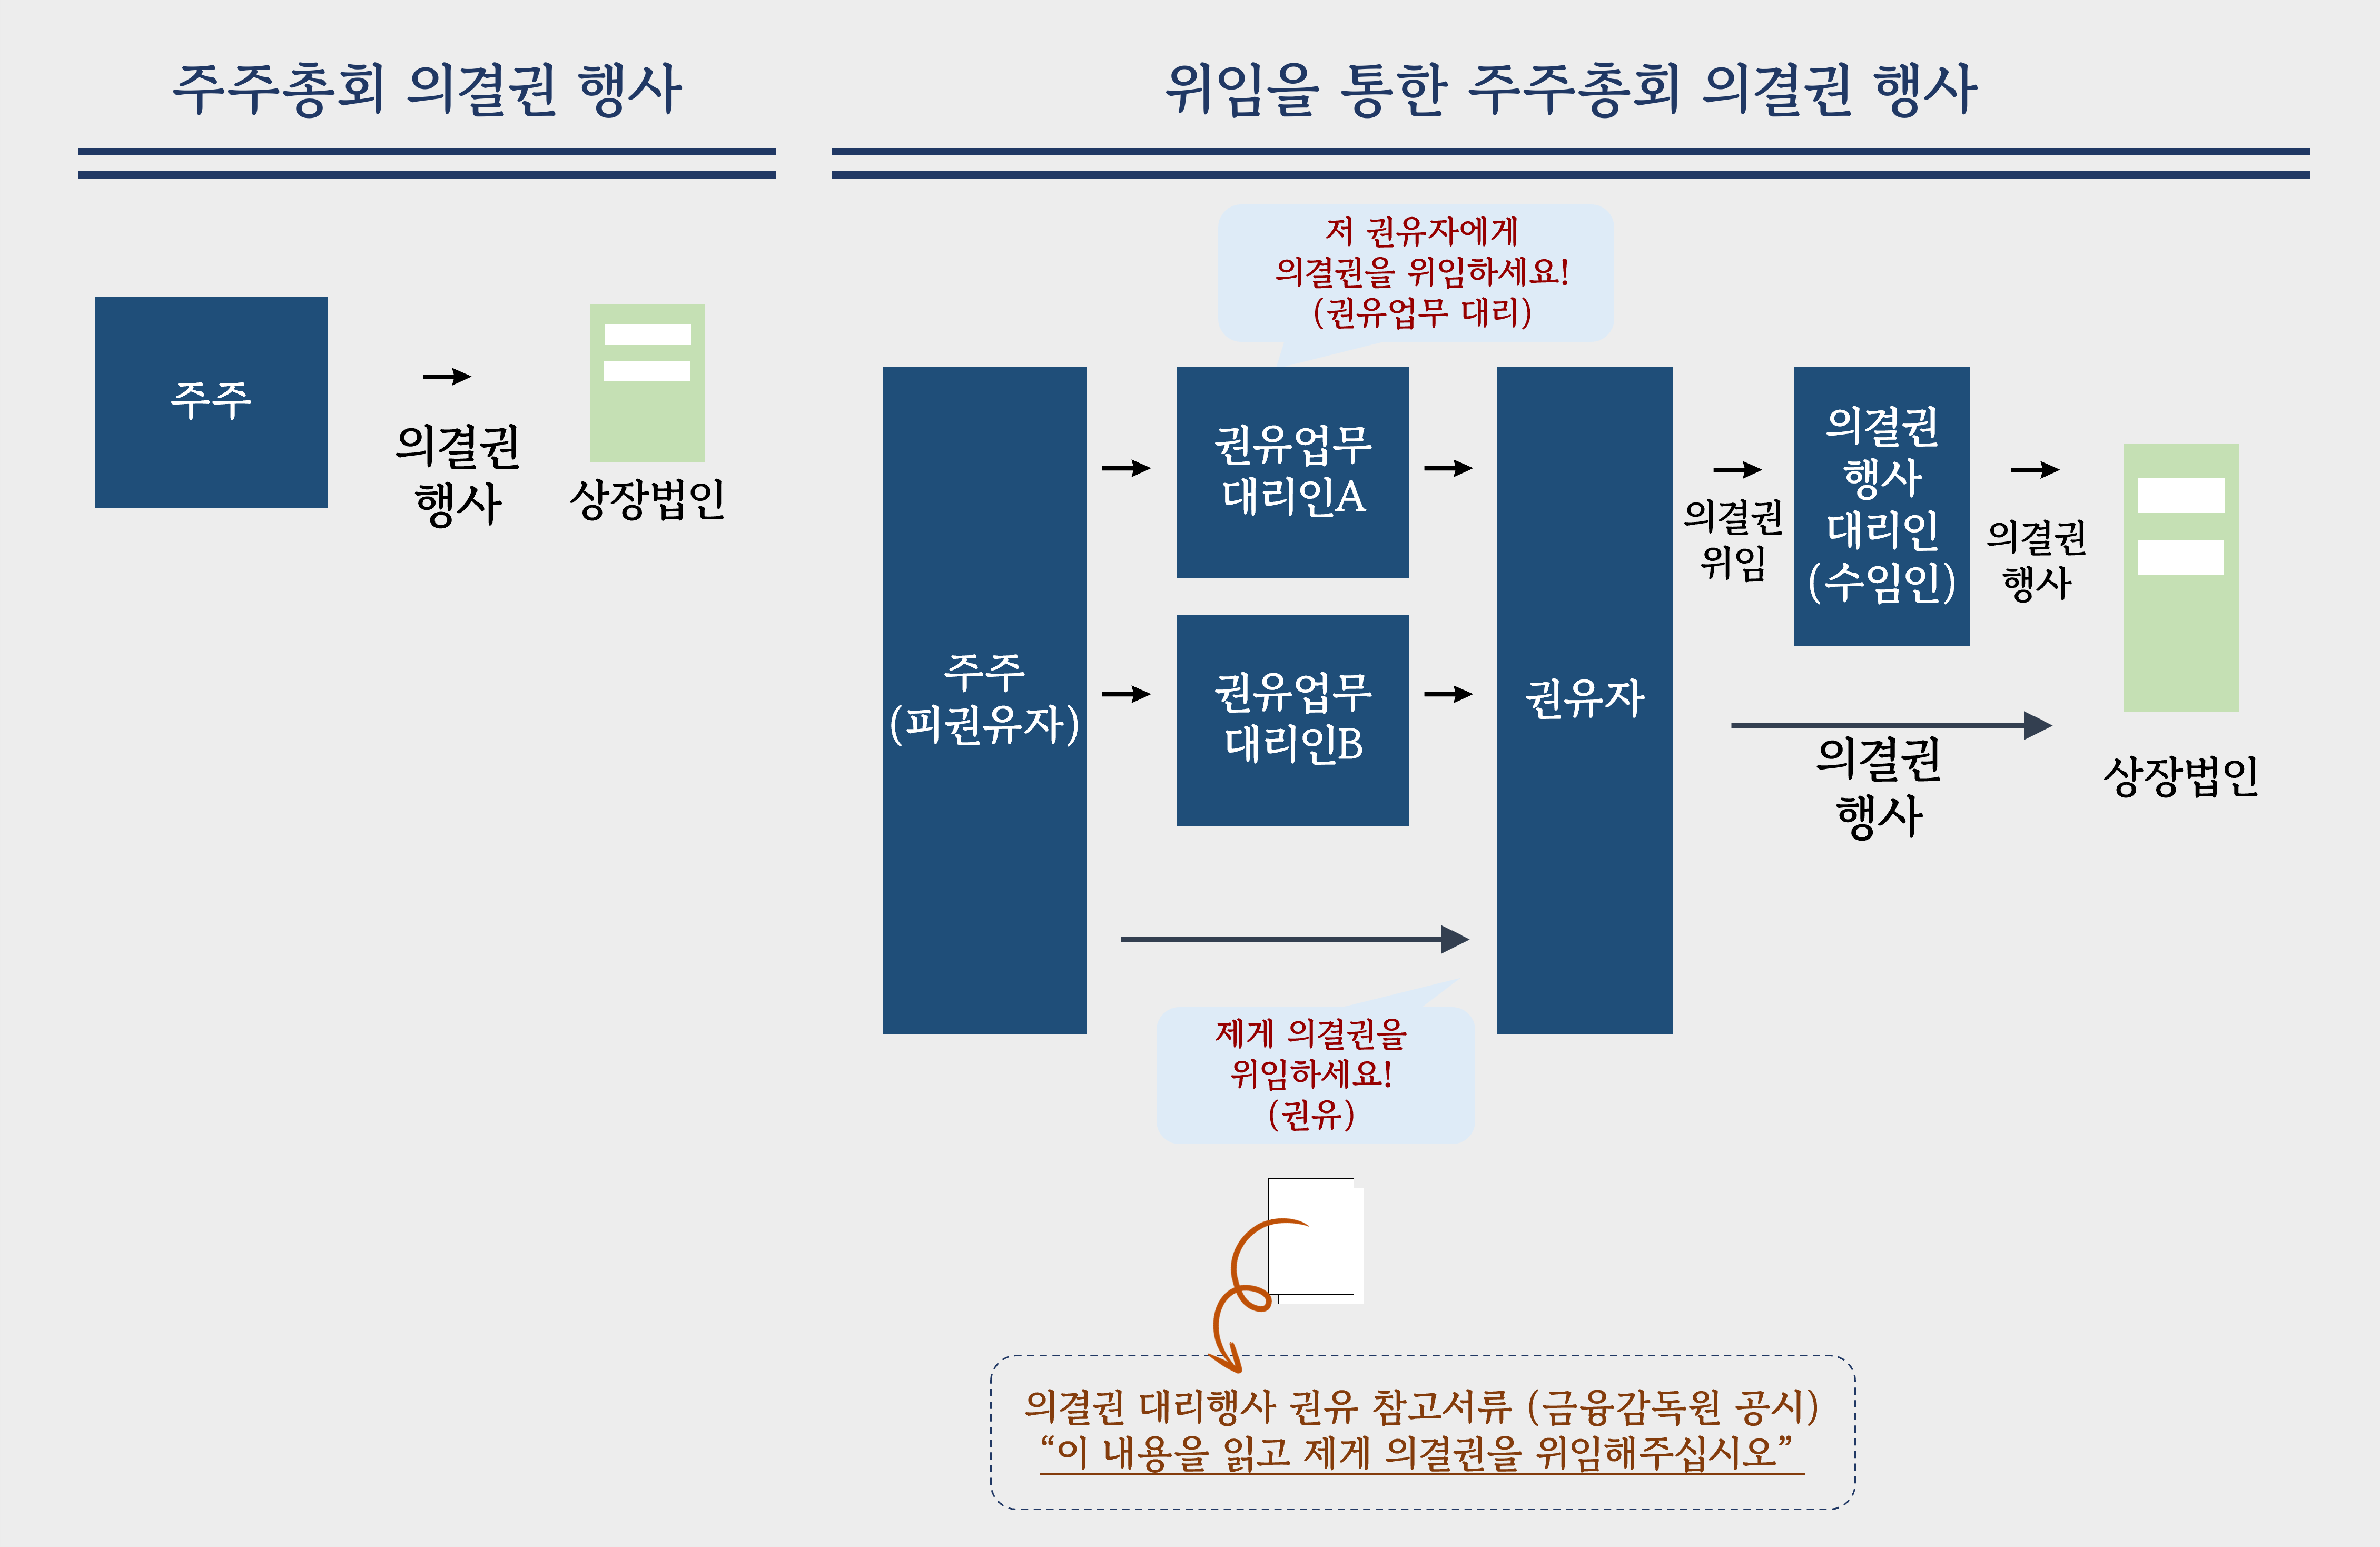 주주총회 의결권 행사
주주
의결권
행사
상장법인
위임을 통한 주주총회 의결권 행사
저 권유자에게
의결권을 위임하세요!
(권유업무 대리)
주주
(피권유자)
권유업무
대리인A
권유업무
대리인B
권유자
의결권
위임
의결권
행사
대리인
(수임인)
의결권
행사
의결권
행사
상장법인
제게 의결권을
위임하세요!
(권유)
의결권 대리행사 권유 참고서류 (금융감독원 공시)
“이 내용을 읽고 제게 의결권을 위임해주십시오”